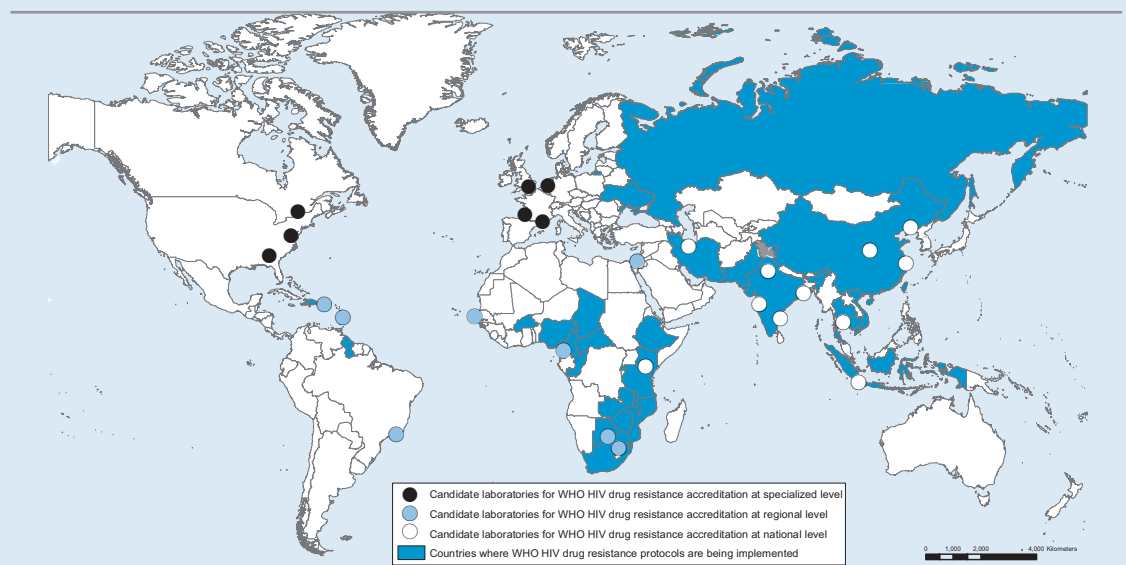 Candidate laboratories for WHO HIV drug resistance accreditation at specialized level
Candidate laboratories for WHO HIV drug resistance accreditation at regional level
Candidate laboratories for WHO HIV drug resistance accreditation at national level
Countries where WHO HIV drug resistance protocols are being implemented
0 1,000 2,000 4,000 Kilometers